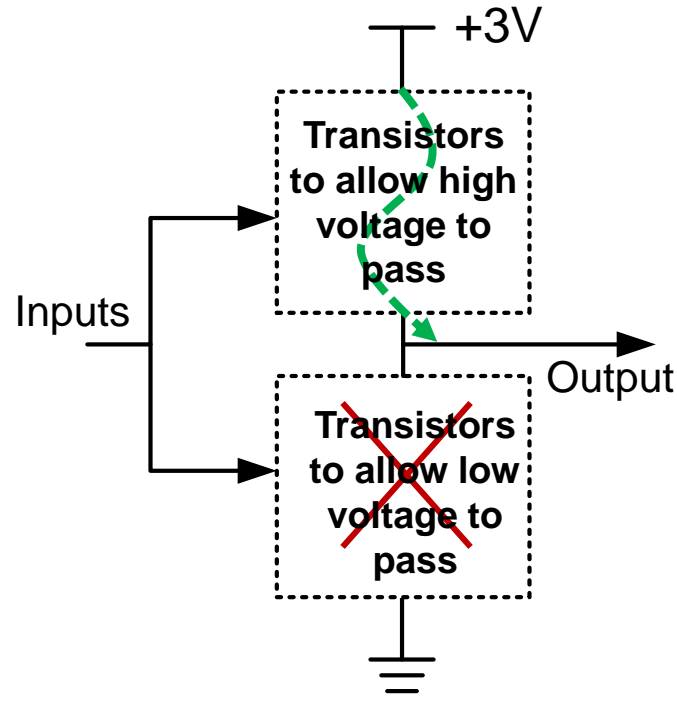 +3V
Transistors
to allow high
voltage to
pass
Inputs
Output
Transistors
to allow low
voltage to
pass